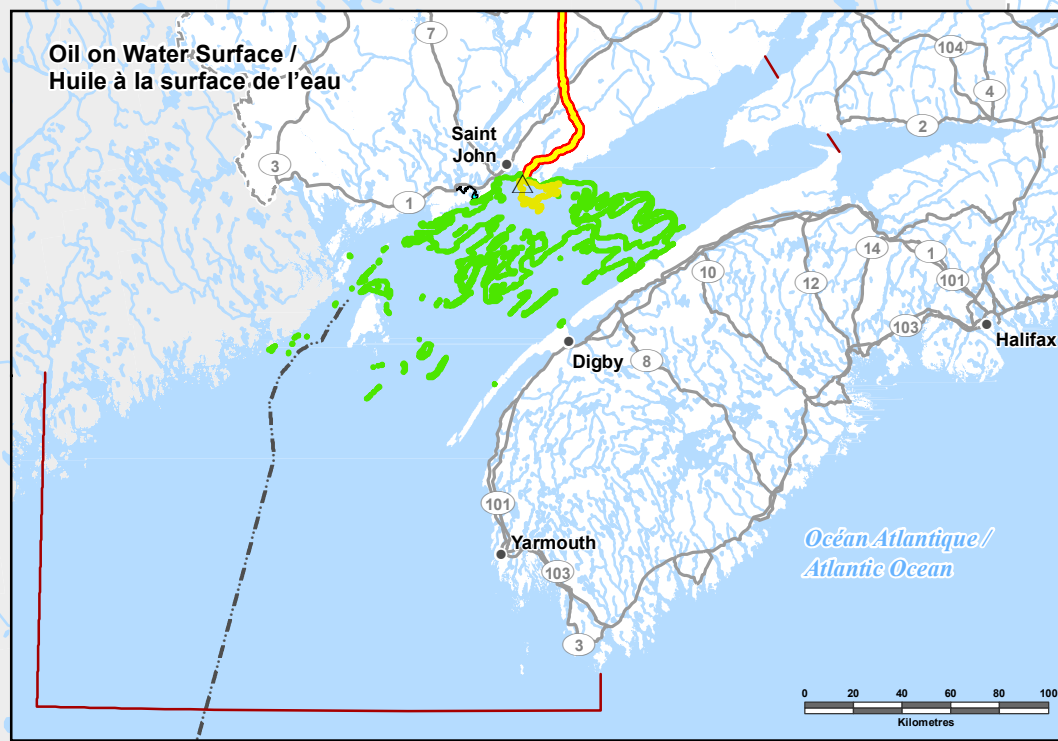 Oil on Water Surface /
Huile à la surface de l'eau
7
104
4
2
Saint
John
3
1
14
1
10
101
12
103
Halifax
Digby
8
101
Océan Atlantique /
Atlantic Ocean
Yarmouth
103
3
0 20 40 60 80 100
Kilometres